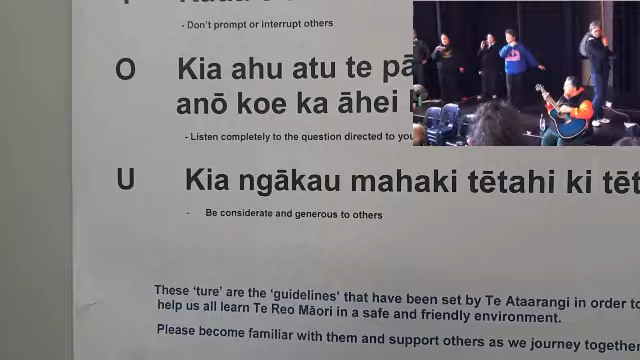 - Don't prompt or interrupt others
O Kia ahu atu te
anō koe ka āhei
- Listen completely to the question directed to you
U Kia ngākau mahaki tētahi ki
- Be considerate and generous to others
These 'ture' are the 'guidelines' that have been set by Te Ataarangi in order to
help us all learn Te Reo Māori in a safe and friendly environment.
Please become familiar with them and support others as we journey together